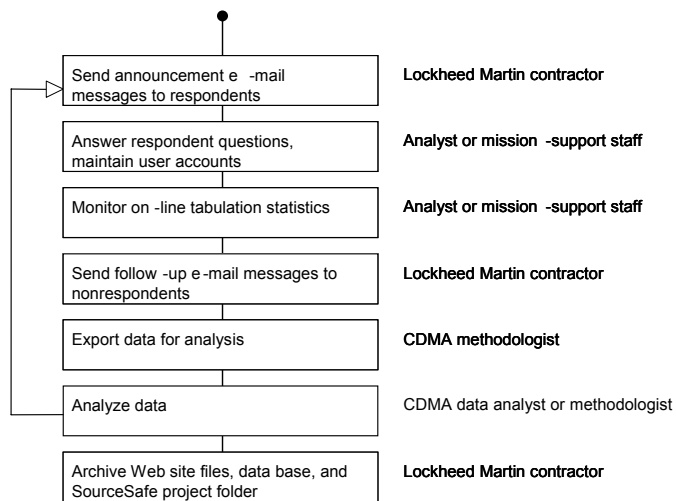 Send announcement e -mail
messages to respondents
Lockheed Martin contractor
Answer respondent questions,
maintain user accounts
Analyst or mission -support staff
Monitor on -line tabulation statistics
Analyst or mission -support staff
Send follow -up e -mail messages to
nonrespondents
Lockheed Martin contractor
Export data for analysis
CDMA methodologist
Analyze data
CDMA data analyst or methodologist
Archive Web site files, data base, and
SourceSafe project folder
Lockheed Martin contractor